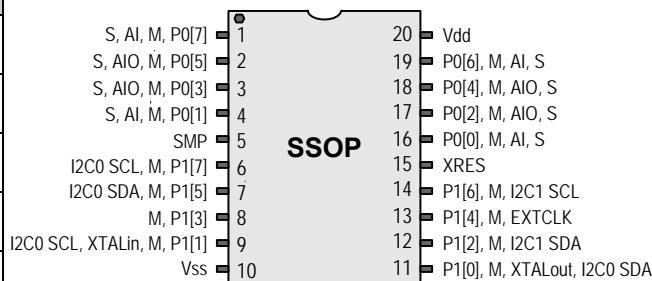 S, AI, M, P0[7] 1 20 Vdd
S, AIO, M, P0[5] 2 19 P0[6], M, AI, S
S, AIO, M, P0[3] 3 18 P0[4], M, AIO, S
S, AI, M, P0[1] 4 17 P0[2], M, AIO, S
SMP 5 SSOP 16 P0[0], M, AI, S
I2C0 SCL, M, P1[7] 6 15 XRES
I2C0 SDA, M, P1[5] 7 14 P1[6], M, I2C1 SCL
M, P1[3] 8 13 P1[4], M, EXTCLK
I2C0 SCL, XTALin, M, P1[1] 9 12 P1[2], M, I2C1 SDA
Vss 10 11 P1[0], M, XTALout, I2C0 SDA